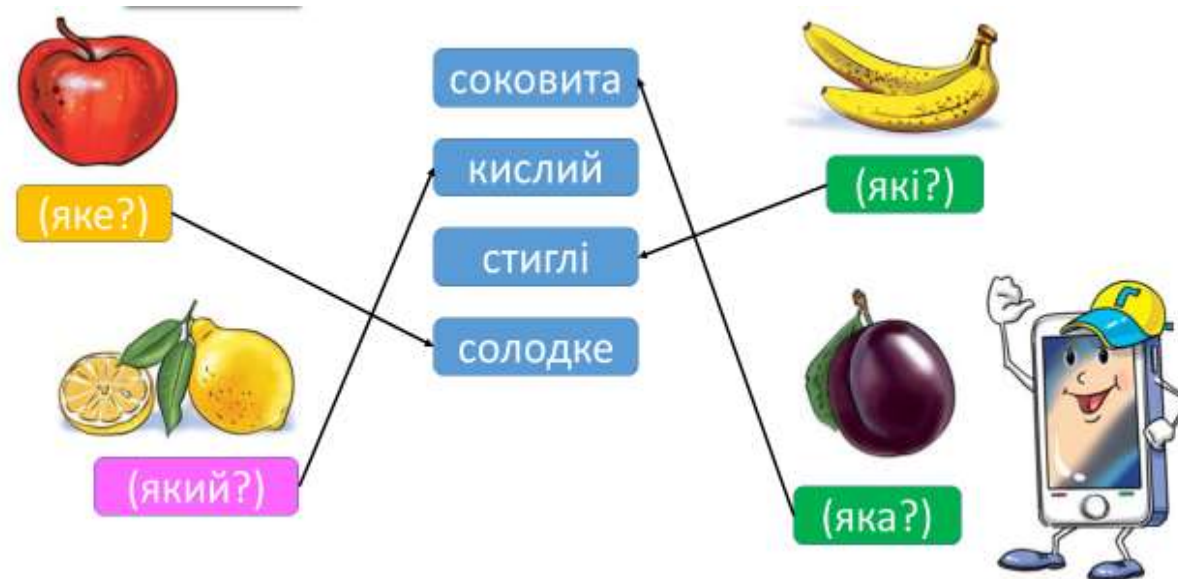 соковита
кислий
(яке?)
(які?)
стиглі
солодке
(який?)
(яка?)